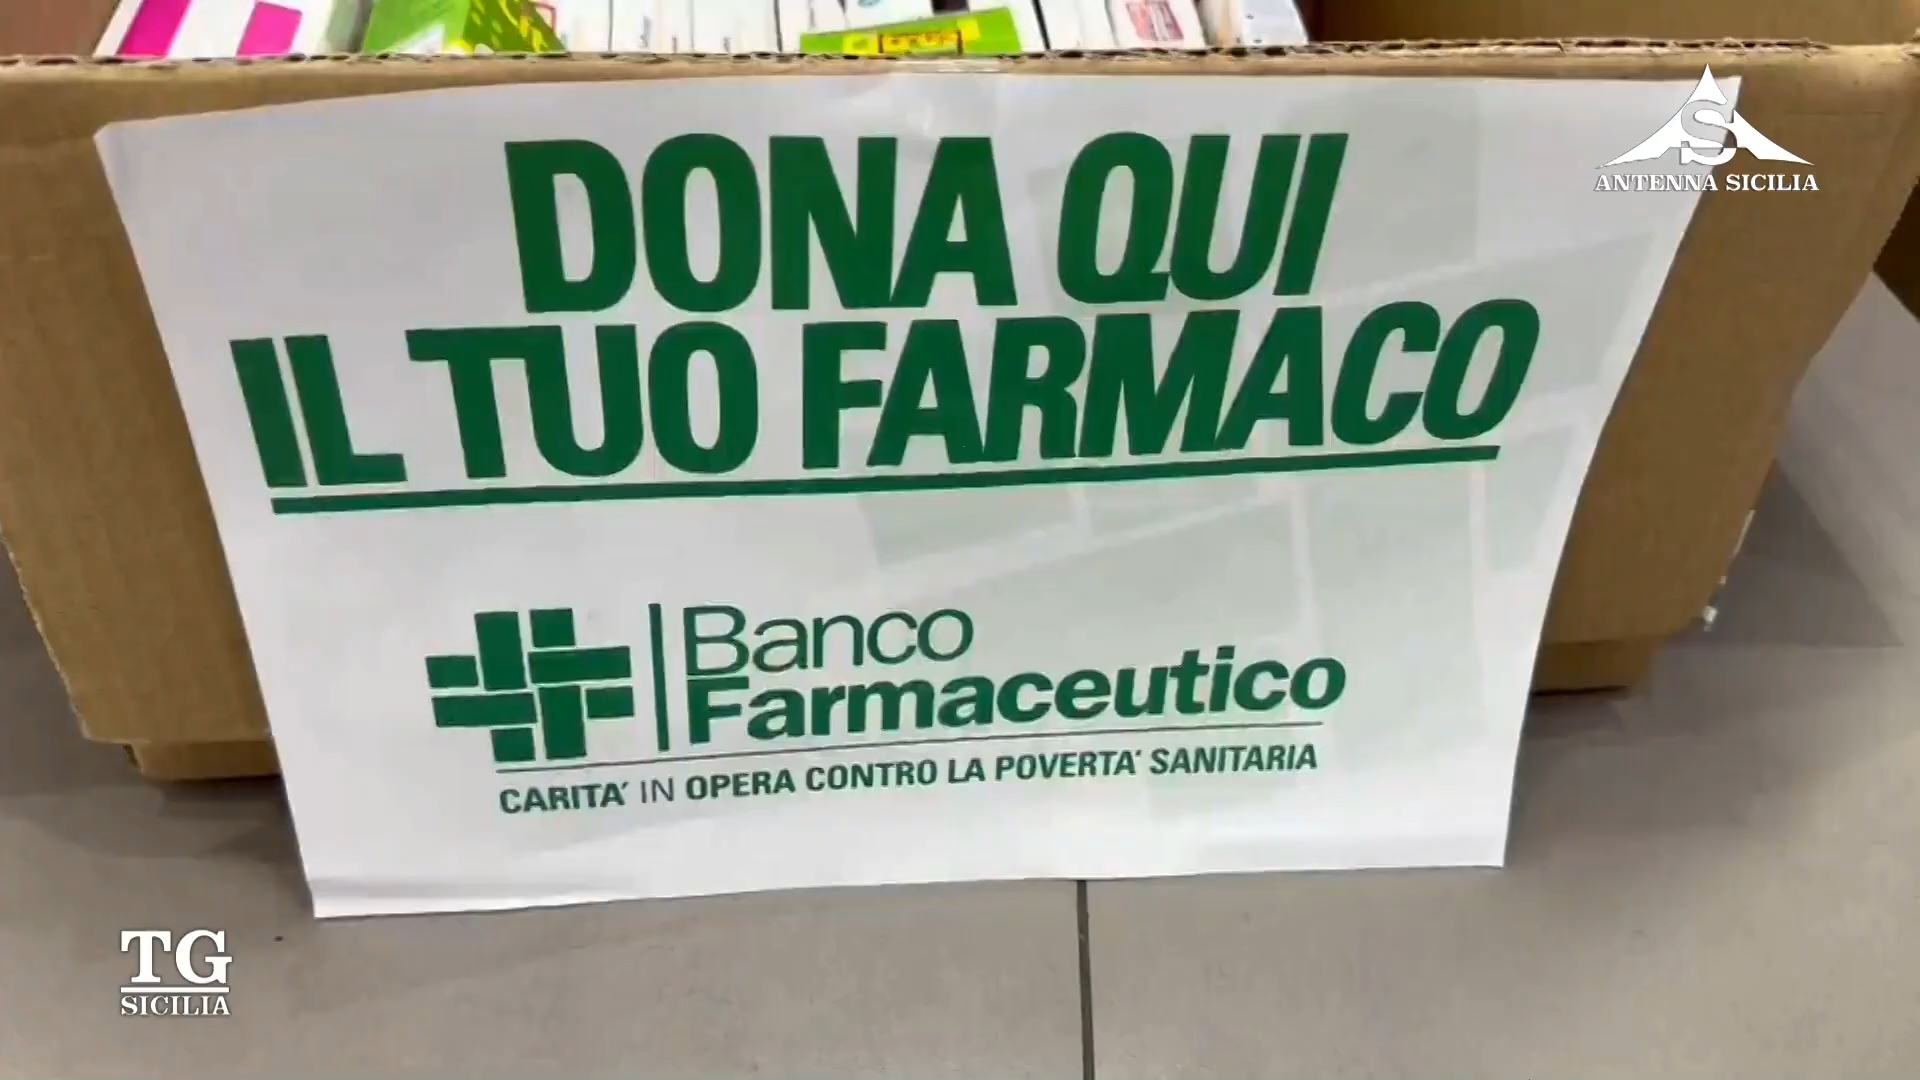 ANTENNA SICILIA
DONA QUI
IL TUO FARMACO
Banco
Farmaceutico
CARITA' IN OPERA CONTRO LA POVERTA' SANITARIA
TG
SICILIA